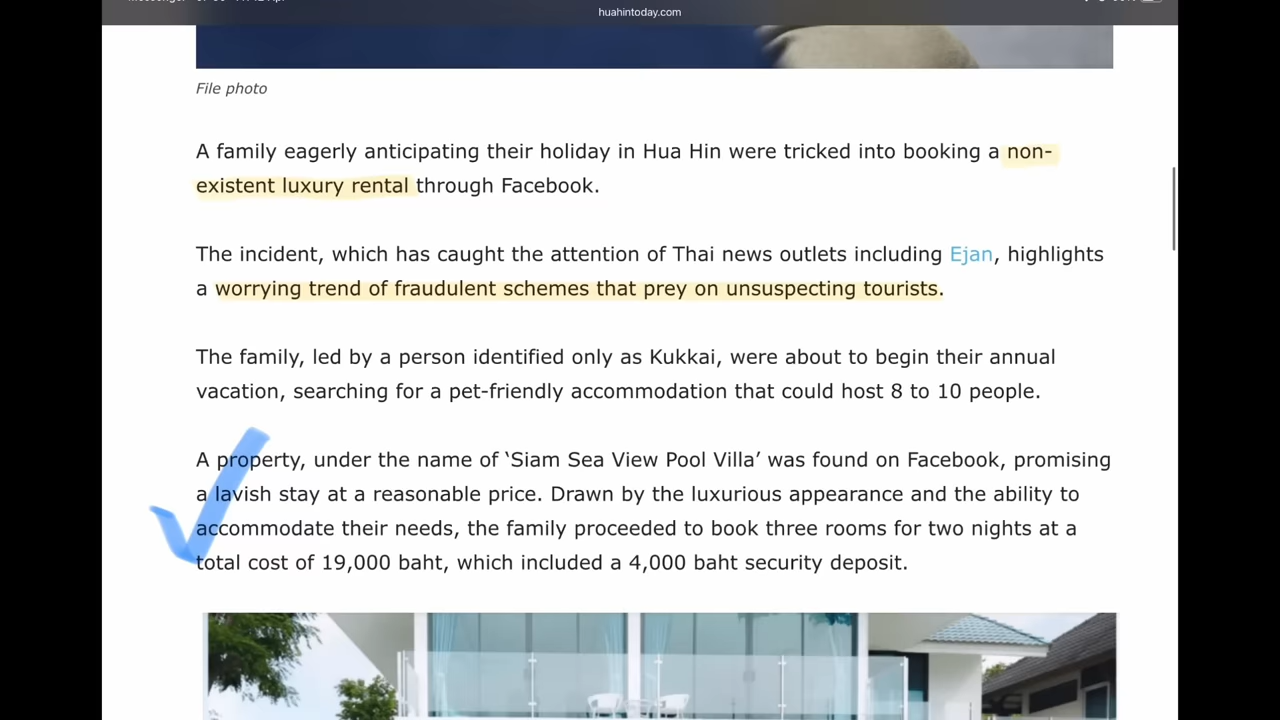 huahintoday.com
File photo
A family eagerly anticipating their holiday in Hua Hin were tricked into booking a non-
existent luxury rental through Facebook.
The incident, which has caught the attention of Thai news outlets including Ejan, highlights
a worrying trend of fraudulent schemes that prey on unsuspecting tourists.
The family, led by a person identified only as Kukkai, were about to begin their annual
vacation, searching for a pet-friendly accommodation that could host 8 to 10 people.
A property, under the name of ‘Siam Sea View Pool Villa’ was found on Facebook, promising
a lavish stay at a reasonable price. Drawn by the luxurious appearance and the ability to
accommodate their needs, the family proceeded to book three rooms for two nights at a
total cost of 19,000 baht, which included a 4,000 baht security deposit.